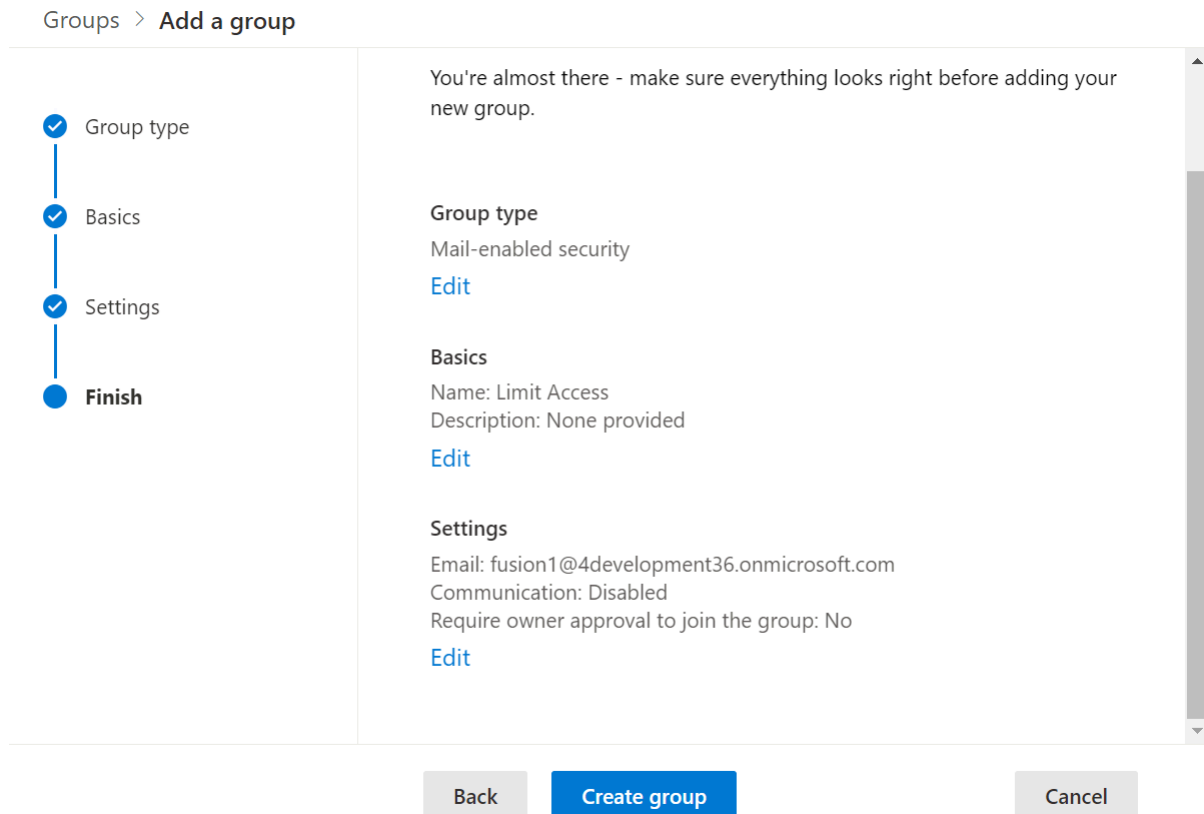 Groups > Add a group
You're almost there - make sure everything looks right before adding your
new group.
Group type
Basics
Settings
Finish
Group type
Mail-enabled security
Edit
Basics
Name: Limit Access
Description: None provided
Edit
Settings
Email: fusion1@4development36.onmicrosoft.com
Communication: Disabled
Require owner approval to join the group: No
Edit
Back
Create group
Cancel